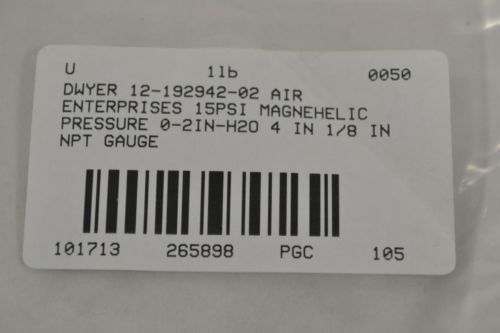 U 1lb 0050
DWYER 12-192942-02 AIR
ENTERPRISES 15PSI MAGNEHELIC
PRESSURE 0-2IN-H2O 4 IN 1/8 IN
NPT GAUGE
101713 265898 PGC 105